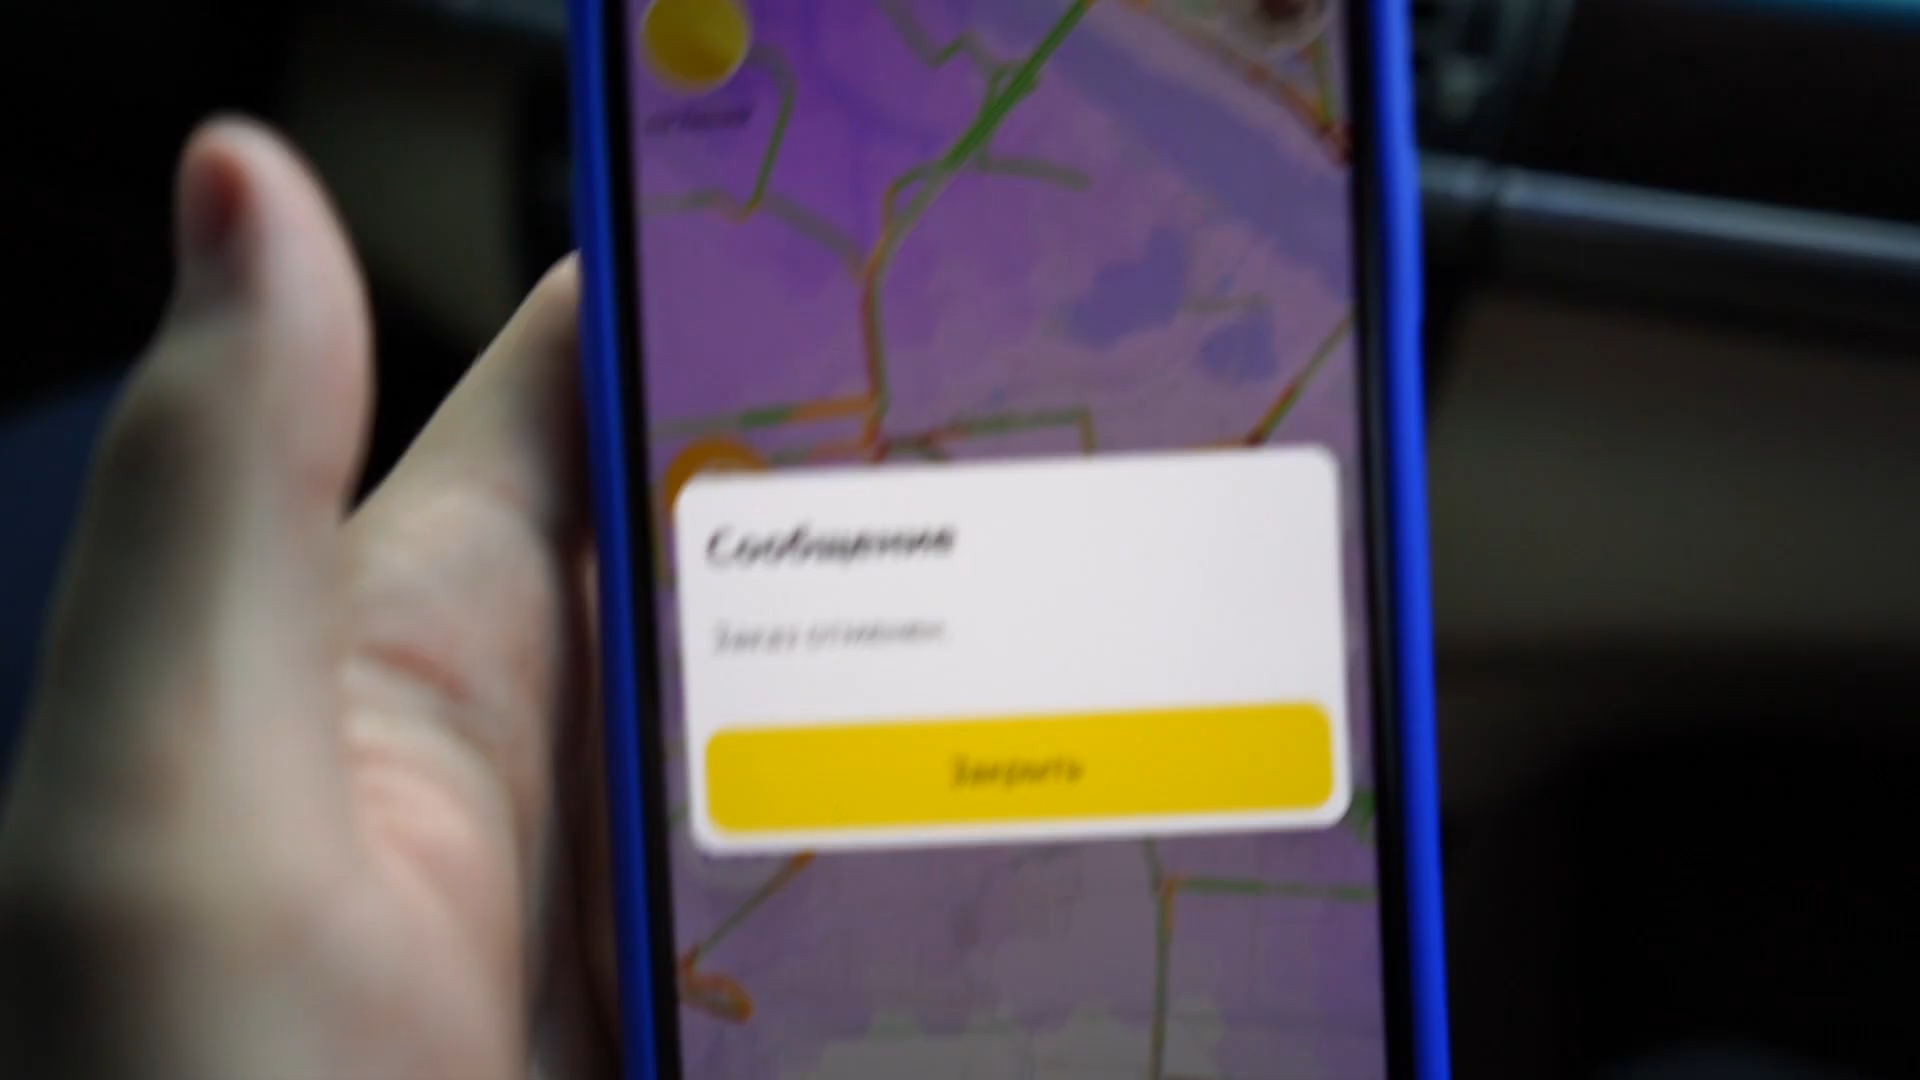 Сообщение
Заказ отменен.
Закрыть